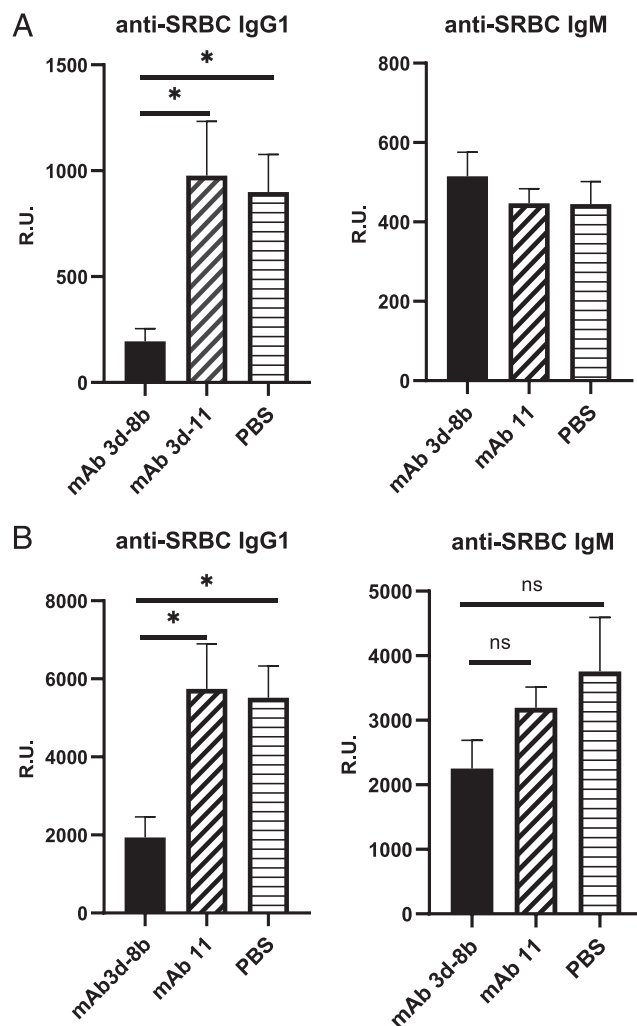 A
anti-SRBC IgG1
R.U.
1500
1000
500
0
*
*
mAb 3d-8b
mAb 3d-11
PBS
anti-SRBC IgM
R.U.
800
600
400
200
0
mAb 3d-8b
mAb 11
PBS
B
anti-SRBC IgG1
R.U.
8000
6000
4000
2000
0
*
*
mAb3d-8b
mAb 11
PBS
anti-SRBC IgM
R.U.
5000
4000
3000
2000
1000
0
ns
ns
mAb 3d-8b
mAb 11
PBS